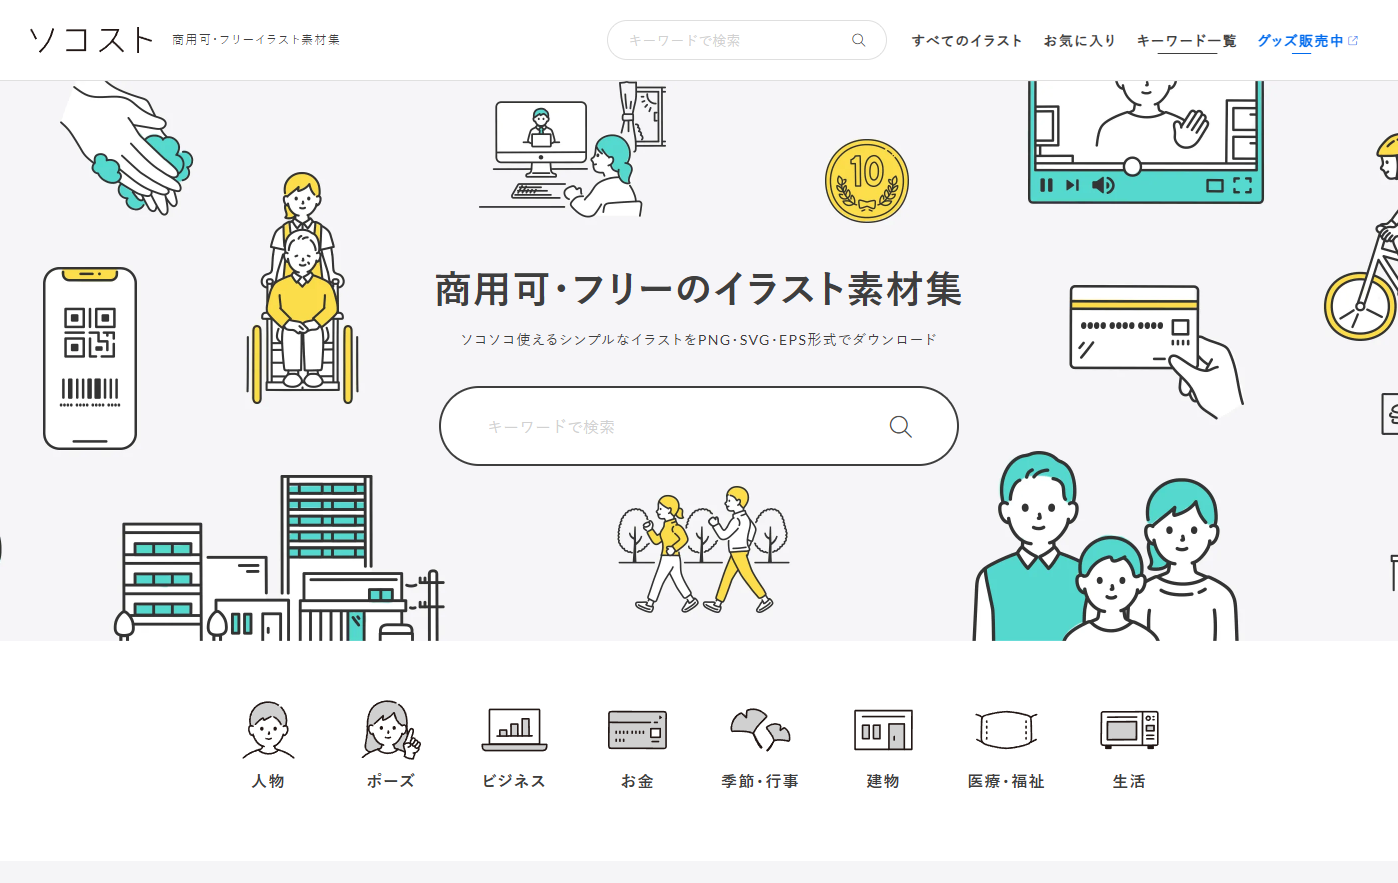 ソコスト
商用可・フリーイラスト素材集
キーワードで検索
すべてのイラスト
お気に入り
キーワード一覧
グッズ販売中
10
商用可・フリーのイラスト素材集
ソコソコ使えるシンプルなイラストをPNG・SVG・EPS形式でダウンロード
キーワードで検索
人物
ポーズ
ビジネス
お金
季節・行事
建物
医療・福祉
生活